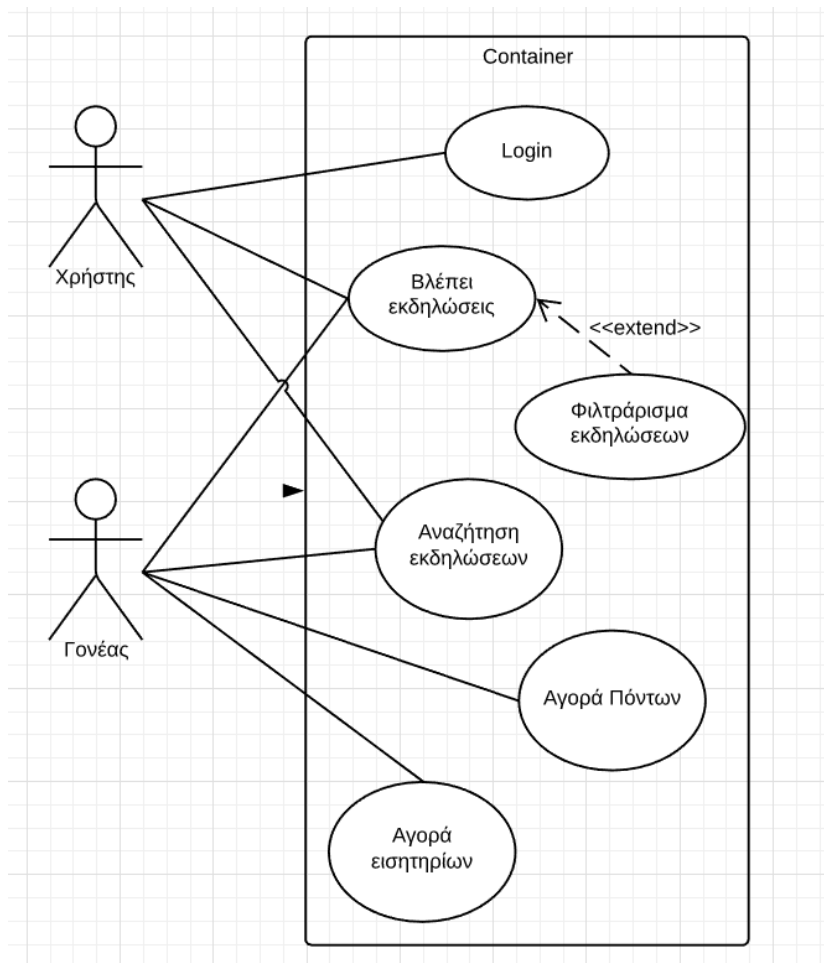 Container
Login
Χρήστης
Βλέπει
εκδηλώσεις
<<extend>>
Φιλτράρισμα
εκδηλώσεων
Αναζήτηση
εκδηλώσεων
Γονέας
Αγορά Πόντων
Αγορά
εισητηρίων